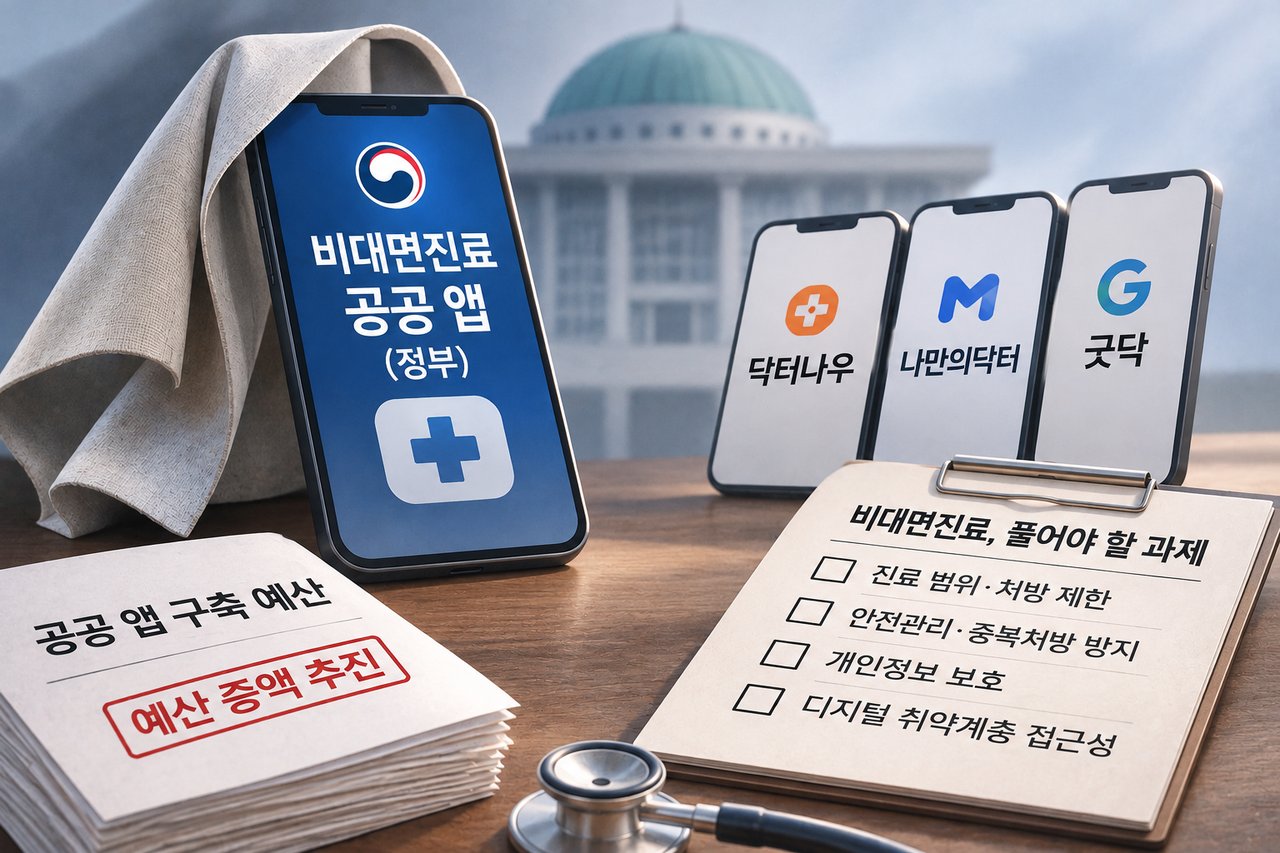 비대면진료
공공 앱
(정부)
닥터나우
나만의닥터
굿닥
공공 앱 구축 예산
예산 증액 추진
비대면진료, 풀어야 할 과제
진료 범위·처방 제한
안전관리·중복처방 방지
개인정보 보호
디지털 취약계층 접근성